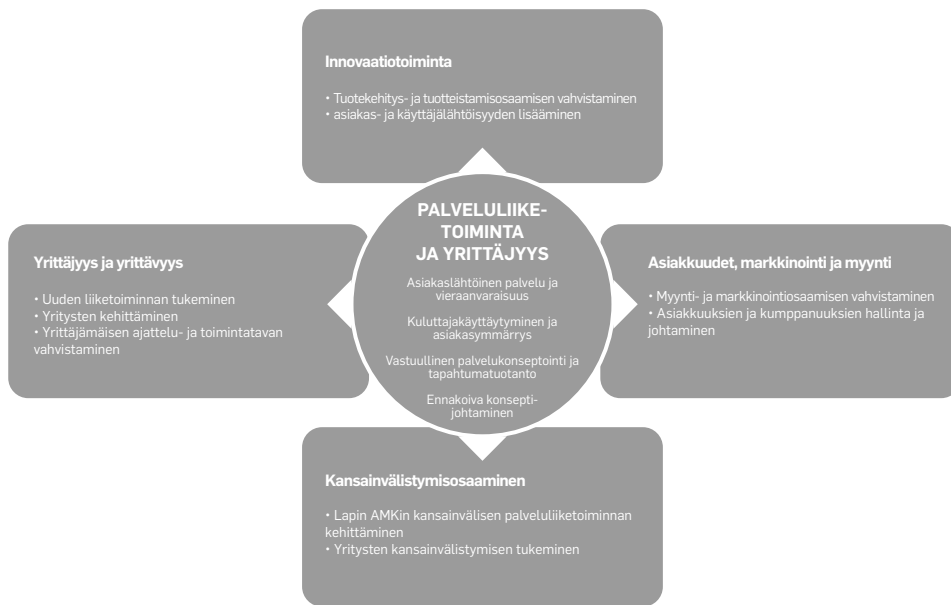 Innovaatiotoiminta
• Tuotekehitys- ja tuotteistamisosaamisen vahvistaminen
• asiakas- ja käyttäjälähtöisyyden lisääminen
Yrittäjyys ja yrittävyys
• Uuden liiketoiminnan tukeminen
• Yritysten kehittäminen
• Yrittäjämäisen ajattelu- ja toimintatavan
vahvistaminen
PALVELULIIKE-
TOIMINTA
JA YRITTÄJYYS
Asiakaslähtöinen palvelu ja
vieraanvaraisuus
Kuluttajakäyttäytyminen ja
asiakasymmärrys
Vastuullinen palvelukonseptointi ja
tapahtumatuotanto
Ennakoiva konsepti-
johtaminen
Asiakkuudet, markkinointi ja myynti
• Myynti- ja markkinointiosaamisen vahvistaminen
• Asiakkuuksien ja kumppanuuksien hallinta ja
johtaminen
Kansainvälistymisosaaminen
• Lapin AMKin kansainvälisen palveluliiketoiminnan
kehittäminen
• Yritysten kansainvälistymisen tukeminen